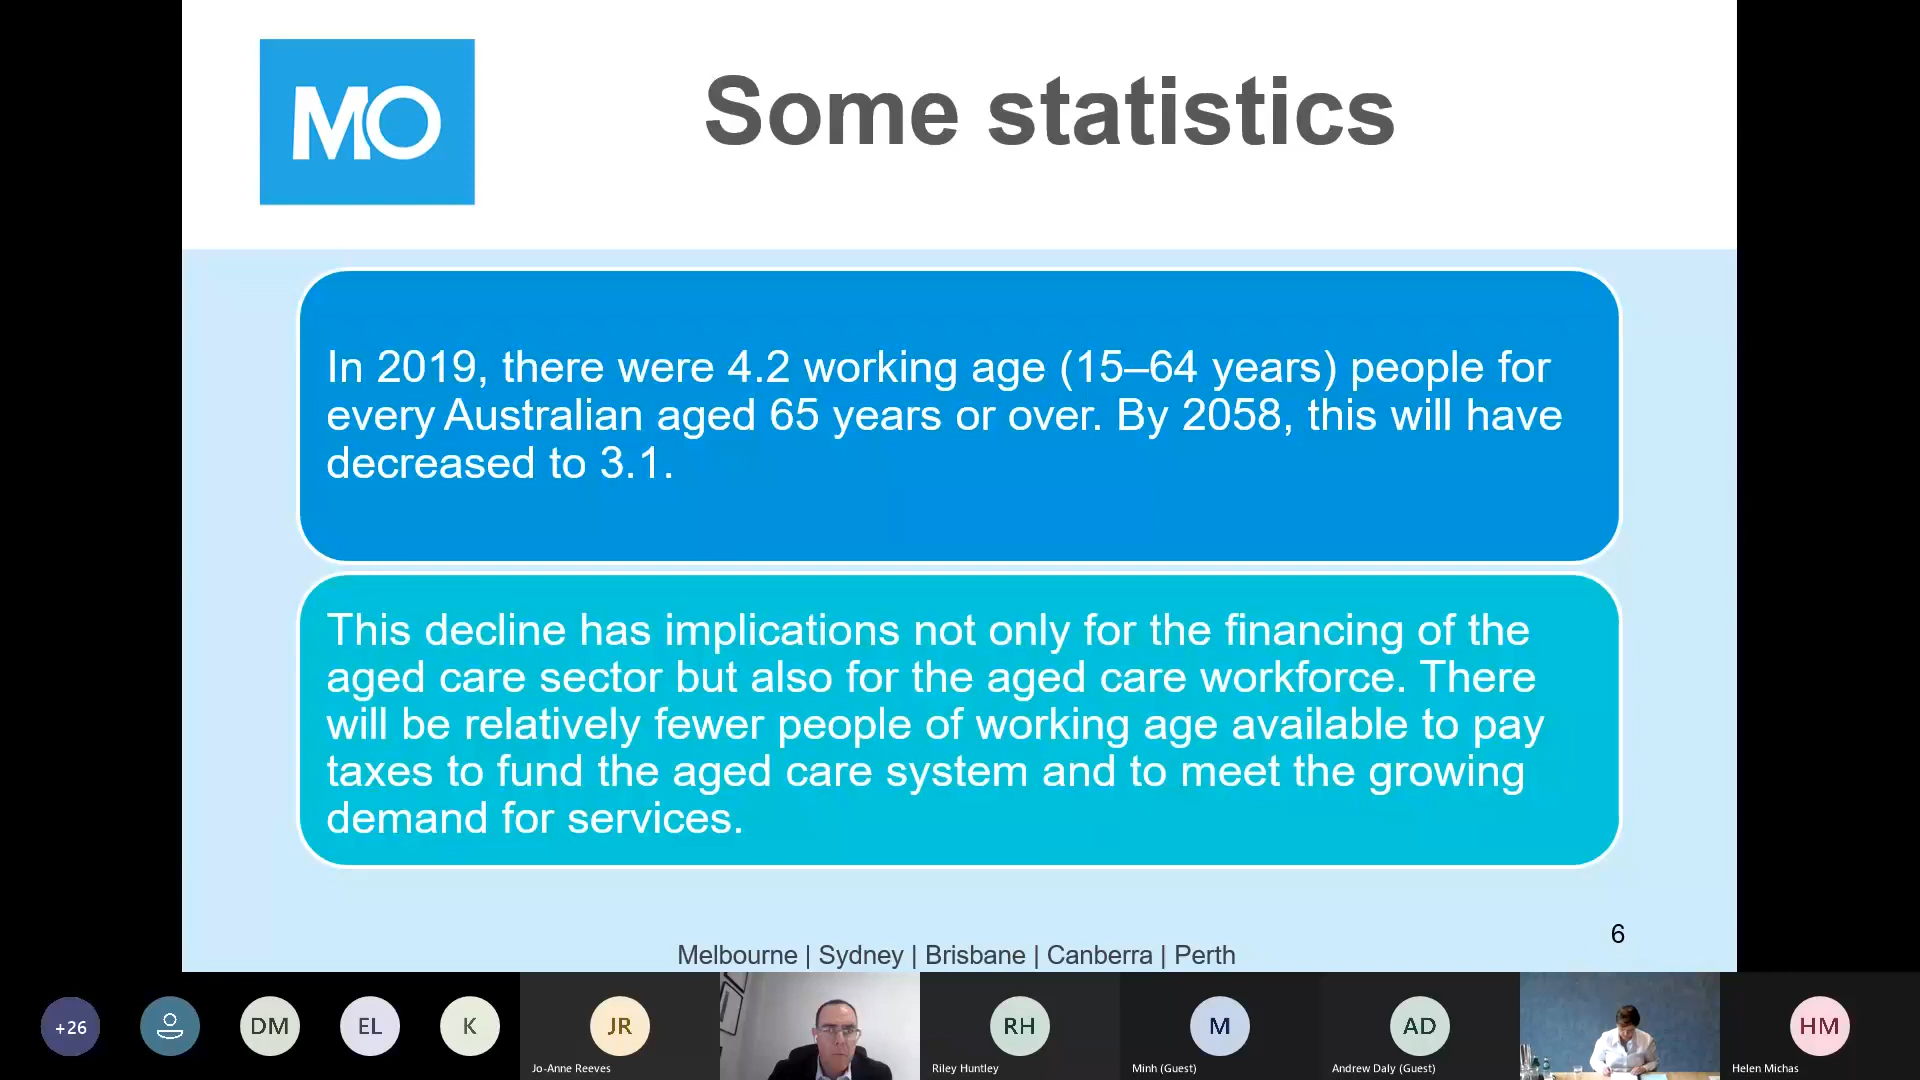 MO
Some statistics
In 2019, there were 4.2 working age (15–64 years) people for
every Australian aged 65 years or over. By 2058, this will have
decreased to 3.1.
This decline has implications not only for the financing of the
aged care sector but also for the aged care workforce. There
will be relatively fewer people of working age available to pay
taxes to fund the aged care system and to meet the growing
demand for services.
6
Melbourne | Sydney | Brisbane | Canberra | Perth
+26
DM
EL
K
JR
RH
M
AD
HM
Jo-Anne Reeves
Riley Huntley
Minh (Guest)
Andrew Daly (Guest)
Helen Michas